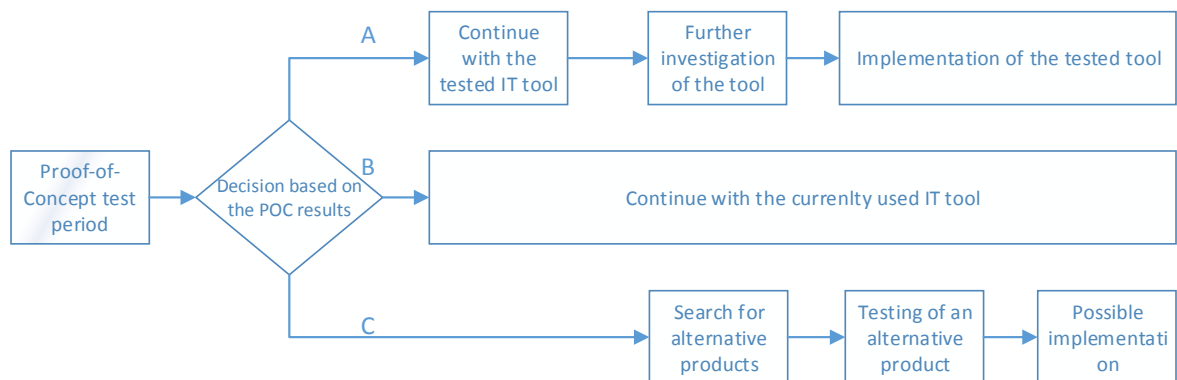 A
Continue
with the
tested IT tool
Further
investigation
of the tool
Implementation of the tested tool
Proof-of-
Concept test
period
Decision based on
the POC results
B
Continue with the currenlty used IT tool
C
Search for
alternative
products
Testing of an
alternative
product
Possible
implementati
on